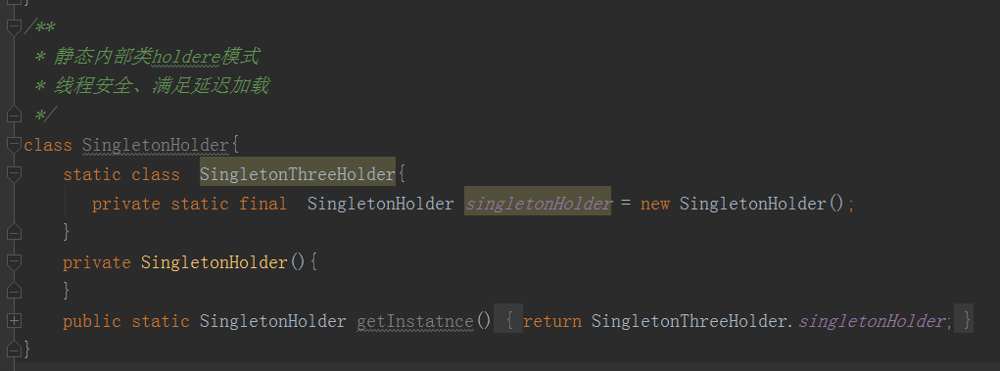 }
/**
 * 静态内部类holdere模式
 * 线程安全、满足延迟加载
 */
class SingletonHolder{
    static class  SingletonThreeHolder{
       private static final  SingletonHolder singletonHolder = new SingletonHolder();
    }
    private SingletonHolder(){
    }
    public static SingletonHolder getInstatnce() { return SingletonThreeHolder.singletonHolder; }
}